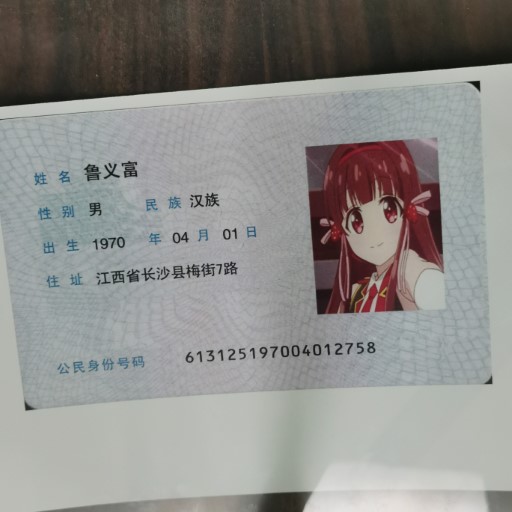 姓名 鲁义富
性别 男 民族 汉族
出生 1970 年 04 月 01 日
住址 江西省长沙县梅街7路
公民身份号码 613125197004012758